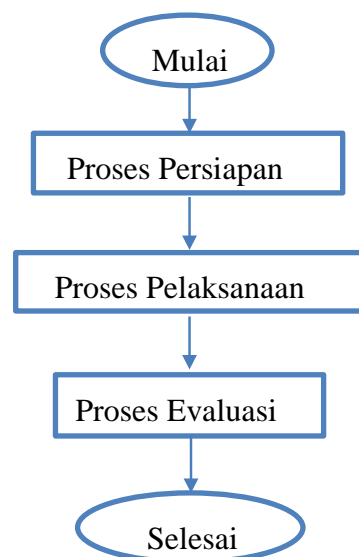 Mulai
Proses Persiapan
Proses Pelaksanaan
Proses Evaluasi
Selesai